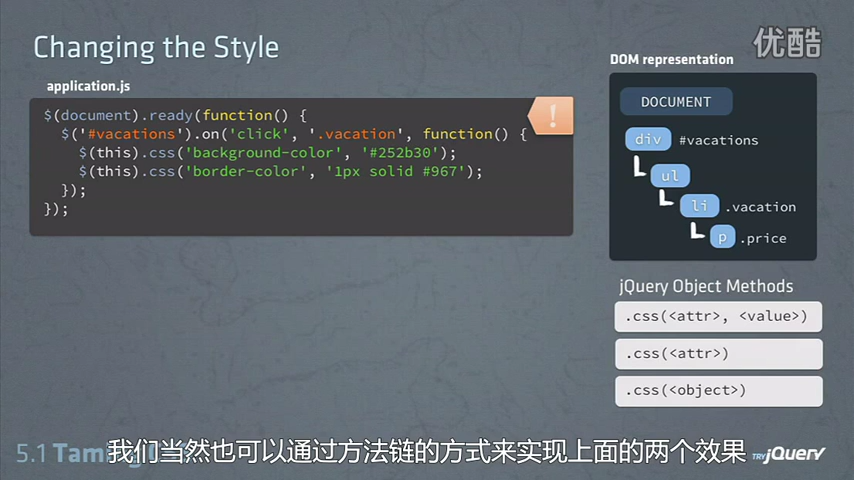 Changing the Style
优酷
application.js
$(document).ready(function() {
$('#vacations').on('click', '.vacation', function() {
$(this).css('background-color', '#252b30');
$(this).css('border-color', '1px solid #967');
});
});
!
DOM representation
DOCUMENT
div #vacations
ul
li .vacation
p .price
jQuery Object Methods
.css(<attr>, <value>)
.css(<attr>)
.css(<object>)
5.1 Tam
我们当然也可以通过方法链的方式来实现上面的两个效果
TRY jQuery